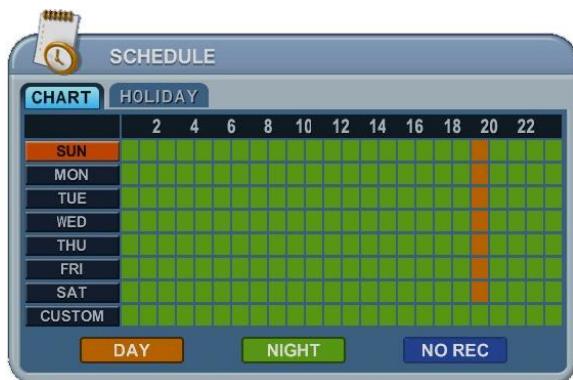 SCHEDULE
CHART HOLIDAY
2 4 6 8 10 12 14 16 18 20 22
SUN
MON
TUE
WED
THU
FRI
SAT
CUSTOM
DAY NIGHT NO REC